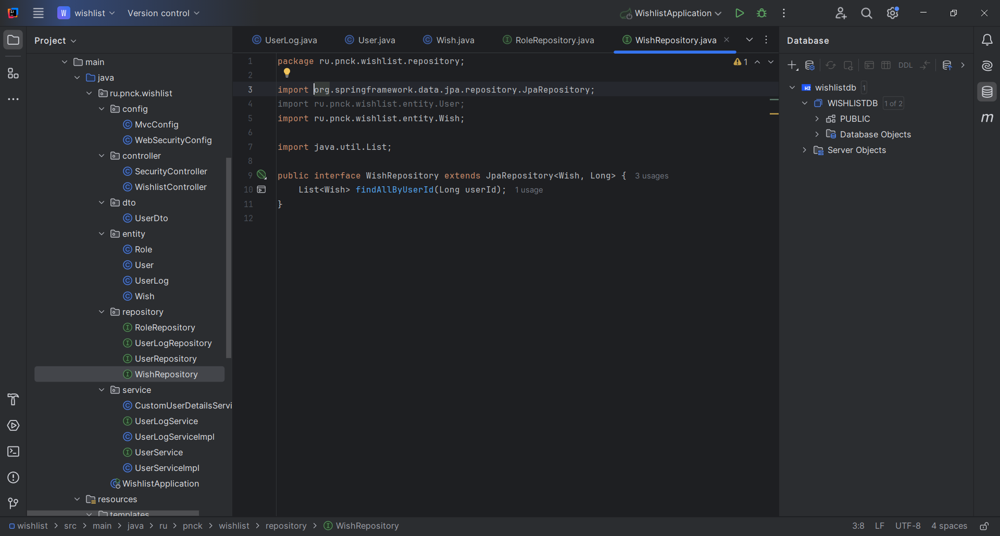 W wishlist Version control WishlistApplication
Project
main
java
ru.pnck.wishlist
config
MvcConfig
WebSecurityConfig
controller
SecurityController
WishlistController
dto
UserDto
entity
Role
User
UserLog
Wish
repository
RoleRepository
UserLogRepository
UserRepository
WishRepository
service
CustomUserDetailsServi
UserLogService
UserLogServiceImpl
UserService
UserServiceImpl
WishlistApplication
resources
templates
UserLog.java User.java Wish.java RoleRepository.java WishRepository.java
1 package ru.pnck.wishlist.repository; 1
2
3 import org.springframework.data.jpa.repository.JpaRepository;
4 import ru.pnck.wishlist.entity.User;
5 import ru.pnck.wishlist.entity.Wish;
6
7 import java.util.List;
8
9 public interface WishRepository extends JpaRepository<Wish, Long> { 3 usages
10 List<Wish> findAllByUserId(Long userId); 1 usage
11 }
12
Database
DDL
H2 wishlistdb 1
WISHLISTDB 1 of 2
PUBLIC
Database Objects
Server Objects
wishlist > src > main > java > ru > pnck > wishlist > repository > WishRepository
3:8 LF UTF-8 4 spaces